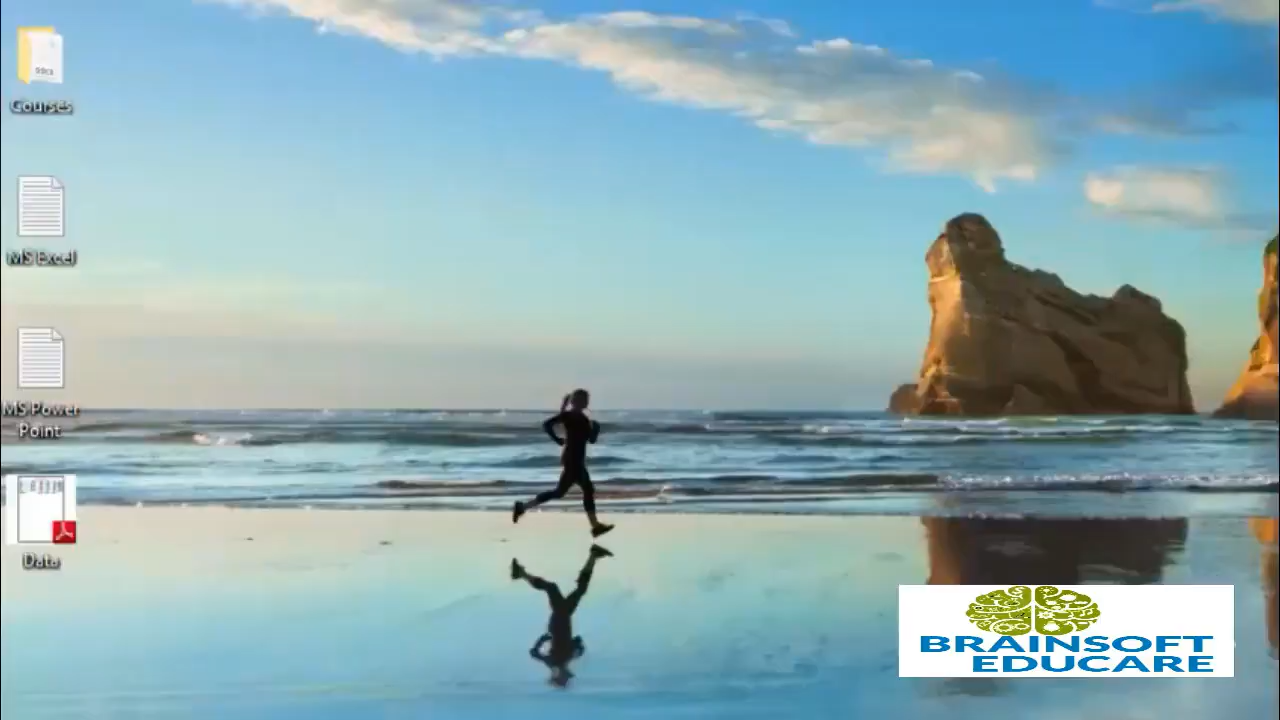 Courses
MS Excel
MS Power
Point
Data
BRAINSOFT
EDUCARE